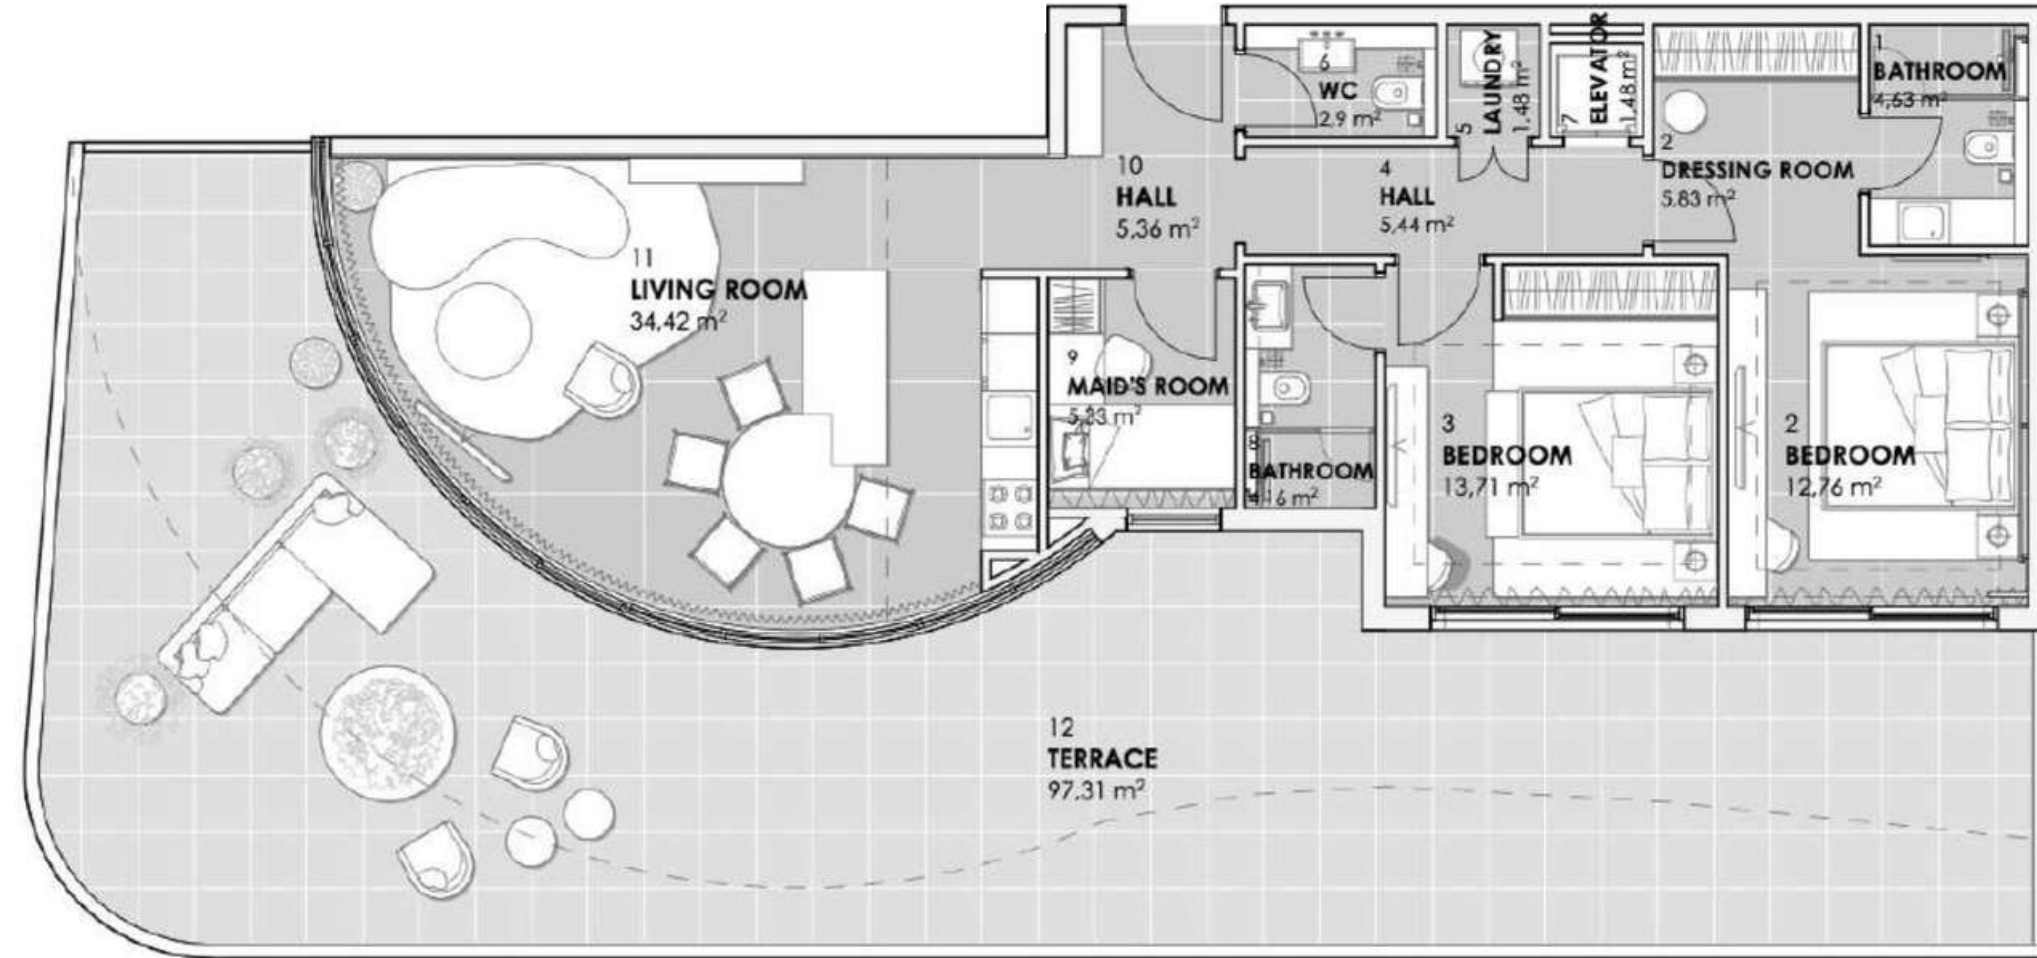 1
BATHROOM
4,63 m²
2
DRESSING ROOM
5.83 m²
7
ELEVATOR
1.48 m²
5
LAUNDRY
1.48 m²
6
WC
2,9 m²
4
HALL
5,44 m²
10
HALL
5,36 m²
11
LIVING ROOM
34,42 m²
9
MAID'S ROOM
m²
8
BATHROOM
m²
3
BEDROOM
13,71 m²
2
BEDROOM
12,76 m²
12
TERRACE
97.31 m²